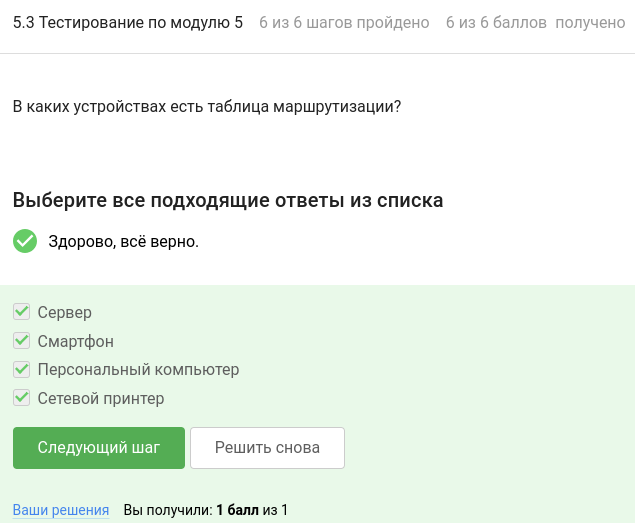 5.3 Тестирование по модулю 5 6 из 6 шагов пройдено 6 из 6 баллов получено
В каких устройствах есть таблица маршрутизации?
Выберите все подходящие ответы из списка
Здорово, всё верно.
Сервер
Смартфон
Персональный компьютер
Сетевой принтер
Следующий шаг Решить снова
Ваши решения Вы получили: 1 балл из 1